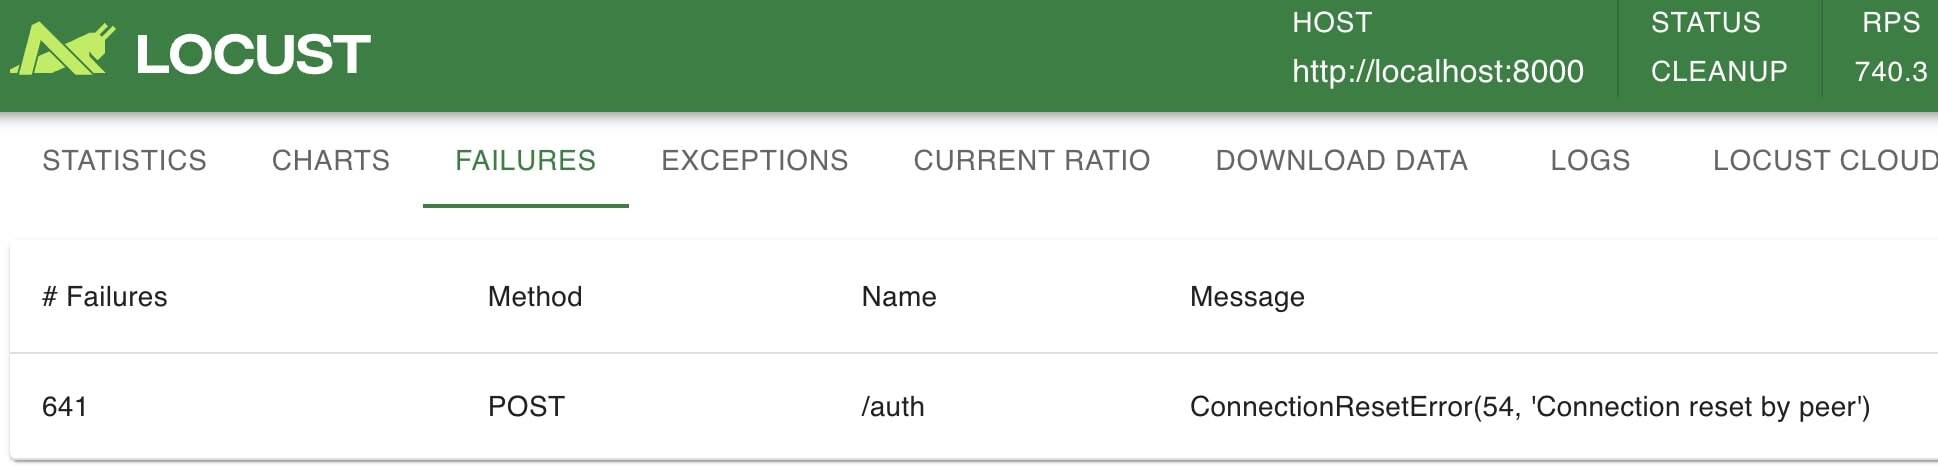 LOCUST
HOST
http://localhost:8000
STATUS
CLEANUP
RPS
740.3
STATISTICS CHARTS FAILURES EXCEPTIONS CURRENT RATIO DOWNLOAD DATA LOGS LOCUST CLOUD
# Failures Method Name Message
641 POST /auth ConnectionResetError(54, 'Connection reset by peer')